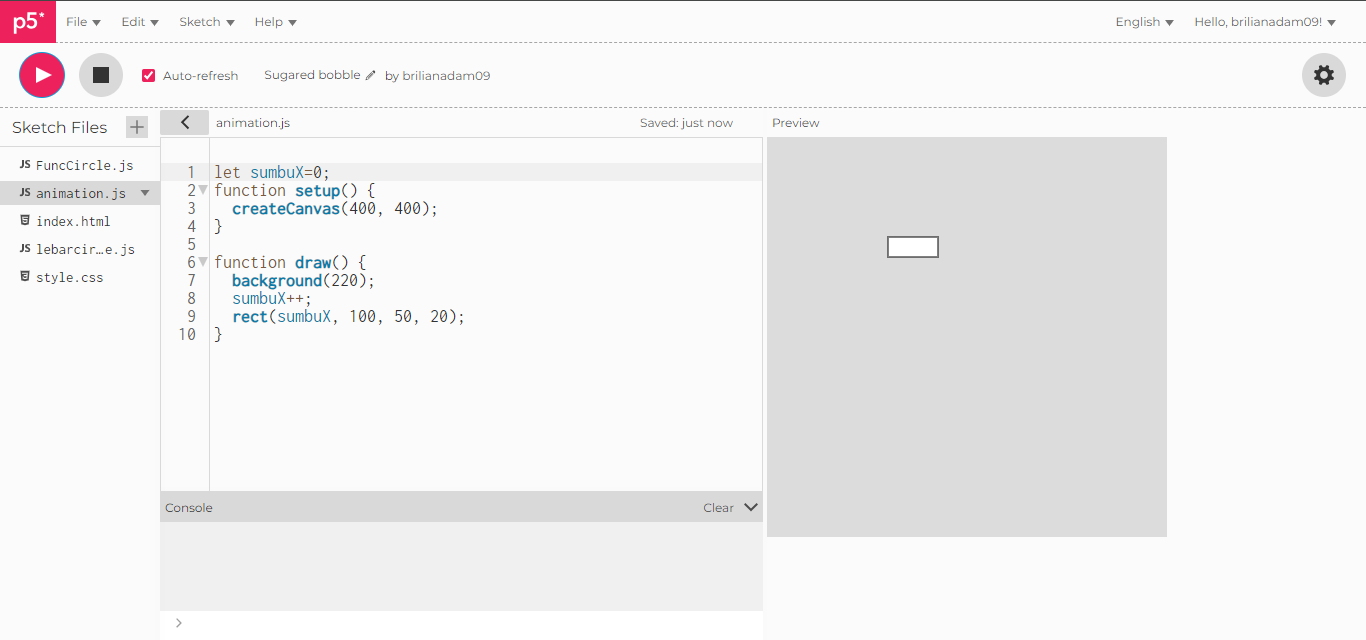 p5* File Edit Sketch Help English Hello, brilianadam09!
Auto-refresh Sugared bobble by brilianadam09
Sketch Files animation.js Saved: just now Preview
JS FuncCircle.js
JS animation.js
index.html
JS lebarcir…e.js
style.css
1 let sumbuX=0;
2 function setup() {
3 createCanvas(400, 400);
4 }
5
6 function draw() {
7 background(220);
8 sumbuX++;
9 rect(sumbuX, 100, 50, 20);
10 }
Console Clear
>